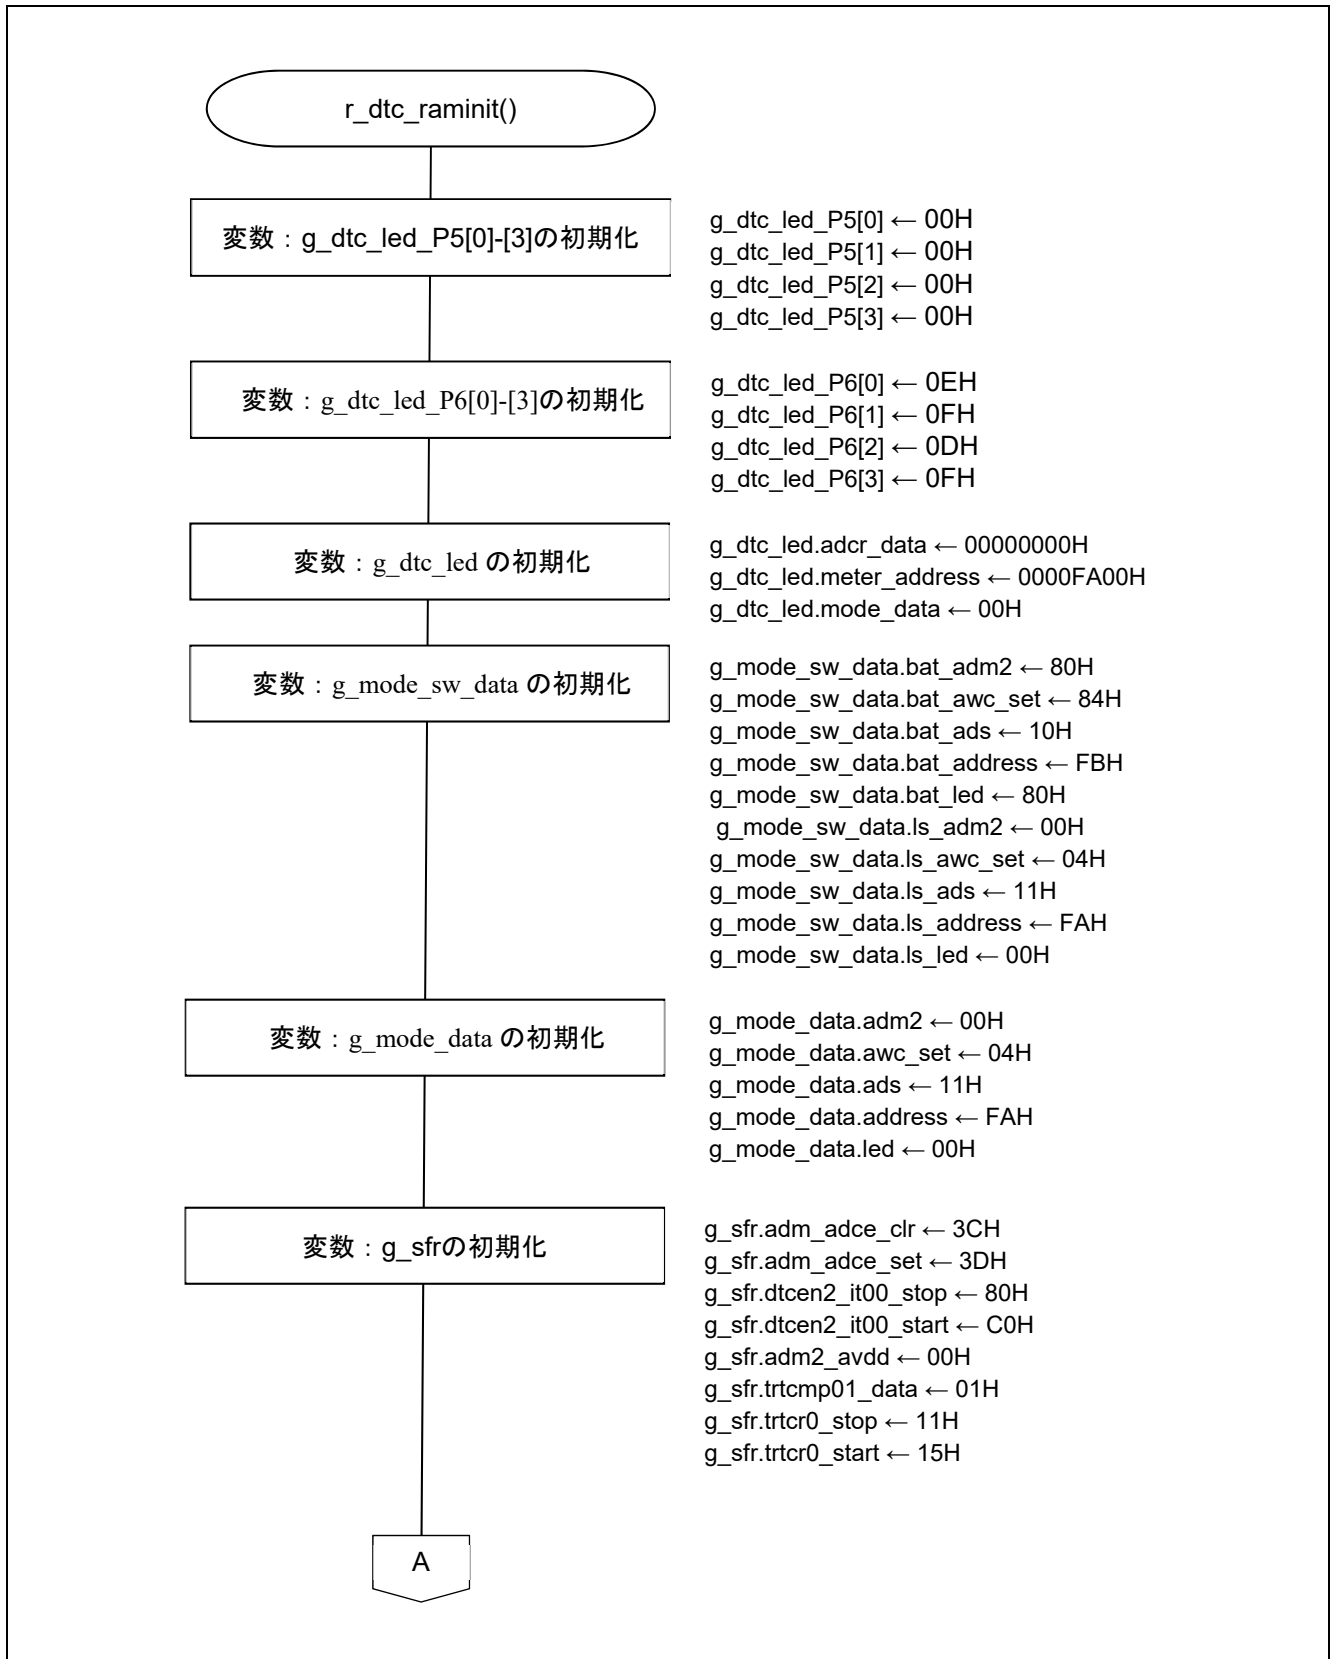 r_dtc_raminit()
変数：g_dtc_led_P5[0]-[3]の初期化
g_dtc_led_P5[0] ← 00H
g_dtc_led_P5[1] ← 00H
g_dtc_led_P5[2] ← 00H
g_dtc_led_P5[3] ← 00H
変数：g_dtc_led_P6[0]-[3]の初期化
g_dtc_led_P6[0] ← 0EH
g_dtc_led_P6[1] ← 0FH
g_dtc_led_P6[2] ← 0DH
g_dtc_led_P6[3] ← 0FH
変数：g_dtc_led の初期化
g_dtc_led.adcr_data ← 00000000H
g_dtc_led.meter_address ← 0000FA00H
g_dtc_led.mode_data ← 00H
変数：g_mode_sw_data の初期化
g_mode_sw_data.bat_adm2 ← 80H
g_mode_sw_data.bat_awc_set ← 84H
g_mode_sw_data.bat_ads ← 10H
g_mode_sw_data.bat_address ← FBH
g_mode_sw_data.bat_led ← 80H
g_mode_sw_data.ls_adm2 ← 00H
g_mode_sw_data.ls_awc_set ← 04H
g_mode_sw_data.ls_ads ← 11H
g_mode_sw_data.ls_address ← FAH
g_mode_sw_data.ls_led ← 00H
変数：g_mode_data の初期化
g_mode_data.adm2 ← 00H
g_mode_data.awc_set ← 04H
g_mode_data.ads ← 11H
g_mode_data.address ← FAH
g_mode_data.led ← 00H
変数：g_sfrの初期化
g_sfr.adm_adce_clr ← 3CH
g_sfr.adm_adce_set ← 3DH
g_sfr.dtcen2_it00_stop ← 80H
g_sfr.dtcen2_it00_start ← C0H
g_sfr.adm2_avdd ← 00H
g_sfr.trtcmp01_data ← 01H
g_sfr.trtcr0_stop ← 11H
g_sfr.trtcr0_start ← 15H
A